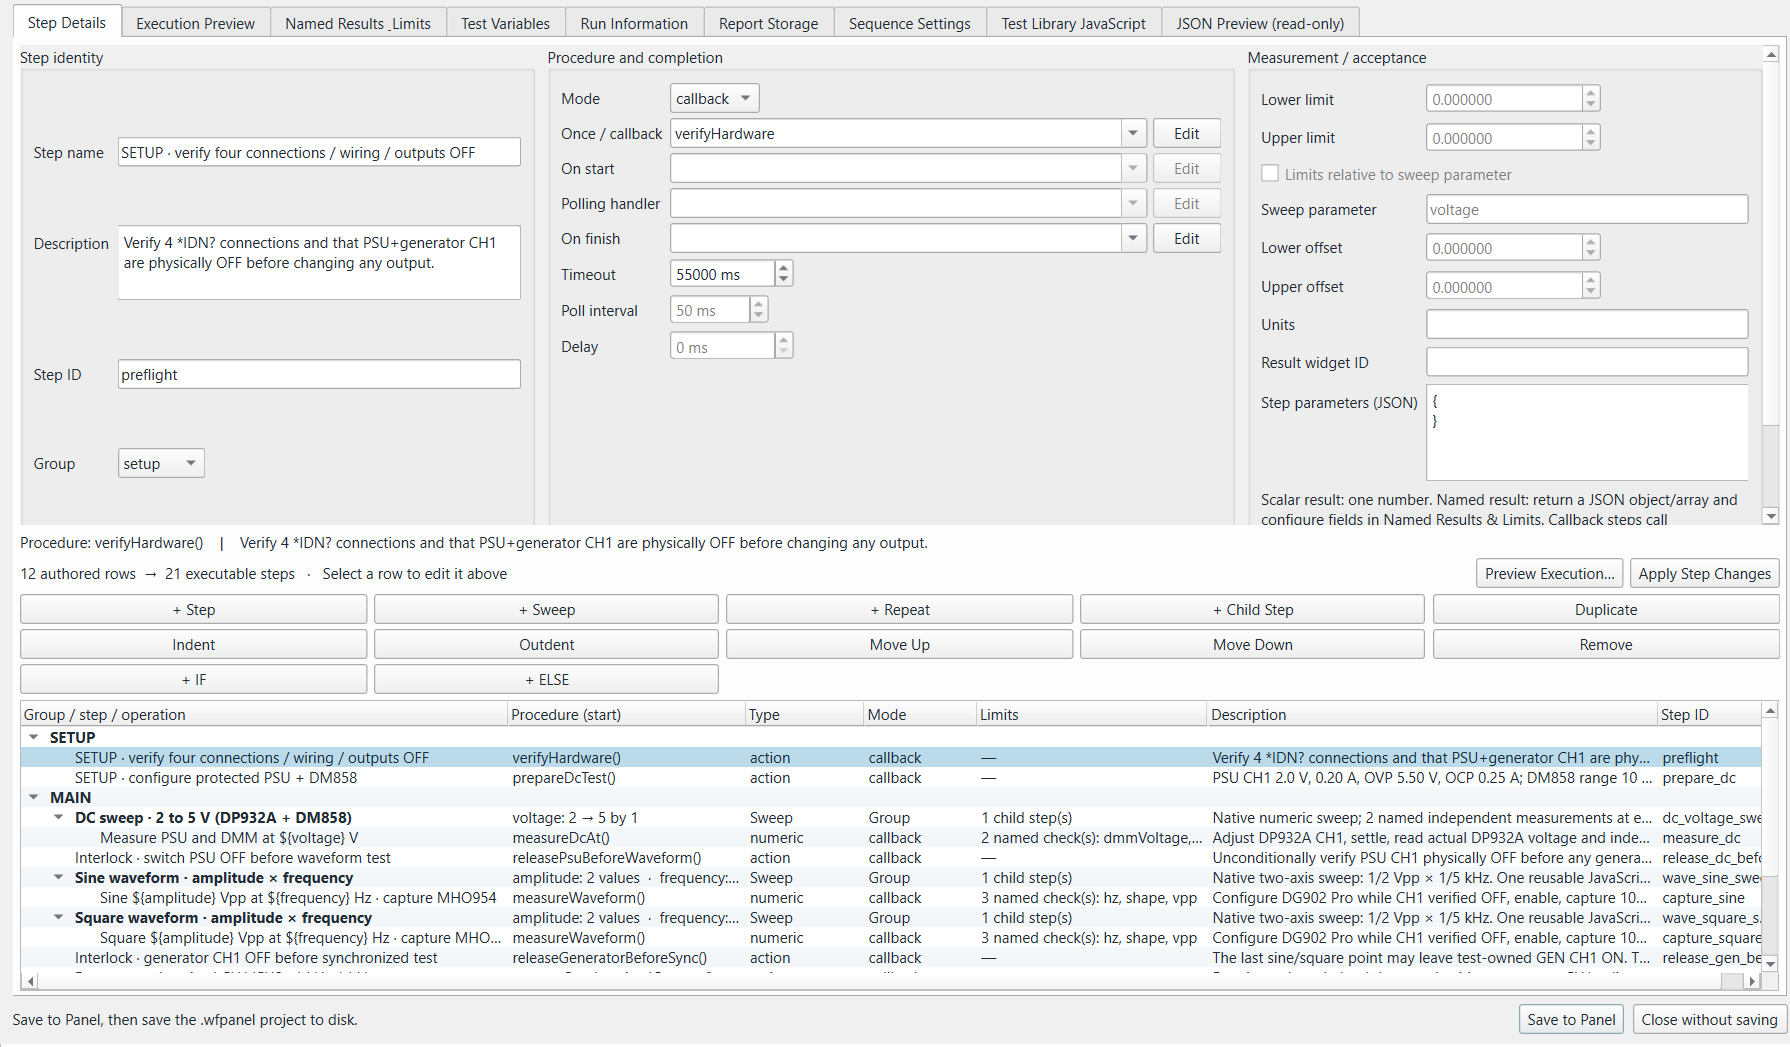 Step Details
Execution Preview
Named Results _Limits
Test Variables
Run Information
Report Storage
Sequence Settings
Test Library JavaScript
JSON Preview (read-only)
Step identity
Step name
SETUP · verify four connections / wiring / outputs OFF
Description
Verify 4 *IDN? connections and that PSU+generator CH1
are physically OFF before changing any output.
Step ID
preflight
Group
setup
Procedure and completion
Mode
callback
Once / callback
verifyHardware
Edit
On start
Edit
Polling handler
Edit
On finish
Edit
Timeout
55000 ms
Poll interval
50 ms
Delay
0 ms
Measurement / acceptance
Lower limit
0.000000
Upper limit
0.000000
Limits relative to sweep parameter
Sweep parameter
voltage
Lower offset
0.000000
Upper offset
0.000000
Units
Result widget ID
Step parameters (JSON)
{
}
Scalar result: one number. Named result: return a JSON object/array and
configure fields in Named Results & Limits. Callback steps call
Procedure: verifyHardware() | Verify 4 *IDN? connections and that PSU+generator CH1 are physically OFF before changing any output.
12 authored rows → 21 executable steps · Select a row to edit it above
Preview Execution...
Apply Step Changes
+ Step
+ Sweep
+ Repeat
+ Child Step
Duplicate
Indent
Outdent
Move Up
Move Down
Remove
+ IF
+ ELSE
Group / step / operation Procedure (start) Type Mode Limits Description Step ID
SETUP
SETUP · verify four connections / wiring / outputs OFF verifyHardware() action callback — Verify 4 *IDN? connections and that PSU+generator CH1 are phy... preflight
SETUP · configure protected PSU + DM858 prepareDcTest() action callback — PSU CH1 2.0 V, 0.20 A, OVP 5.50 V, OCP 0.25 A; DM858 range 10 ... prepare_dc
MAIN
DC sweep · 2 to 5 V (DP932A + DM858) voltage: 2 → 5 by 1 Sweep Group 1 child step(s) Native numeric sweep; 2 named independent measurements at e... dc_voltage_swe
Measure PSU and DMM at ${voltage} V measureDcAt() numeric callback 2 named check(s): dmmVoltage,... Adjust DP932A CH1, settle, read actual DP932A voltage and inde... measure_dc
Interlock · switch PSU OFF before waveform test releasePsuBeforeWaveform() action callback — Unconditionally verify PSU CH1 physically OFF before any genera... release_dc_befo
Sine waveform · amplitude × frequency amplitude: 2 values · frequency:... Sweep Group 1 child step(s) Native two-axis sweep: 1/2 Vpp × 1/5 kHz. One reusable JavaScri... wave_sine_swe
Sine ${amplitude} Vpp at ${frequency} Hz · capture MHO954 measureWaveform() numeric callback 3 named check(s): hz, shape, vpp Configure DG902 Pro while CH1 verified OFF, enable, capture 10... capture_sine
Square waveform · amplitude × frequency amplitude: 2 values · frequency:... Sweep Group 1 child step(s) Native two-axis sweep: 1/2 Vpp × 1/5 kHz. One reusable JavaScri... wave_square_s
Square ${amplitude} Vpp at ${frequency} Hz · capture MHO... measureWaveform() numeric callback 3 named check(s): hz, shape, vpp Configure DG902 Pro while CH1 verified OFF, enable, capture 10... capture_square
Interlock · generator CH1 OFF before synchronized test releaseGeneratorBeforeSync() action callback — The last sine/square point may leave test-owned GEN CH1 ON. T... release_gen_be
Save to Panel, then save the .wfpanel project to disk.
Save to Panel
Close without saving